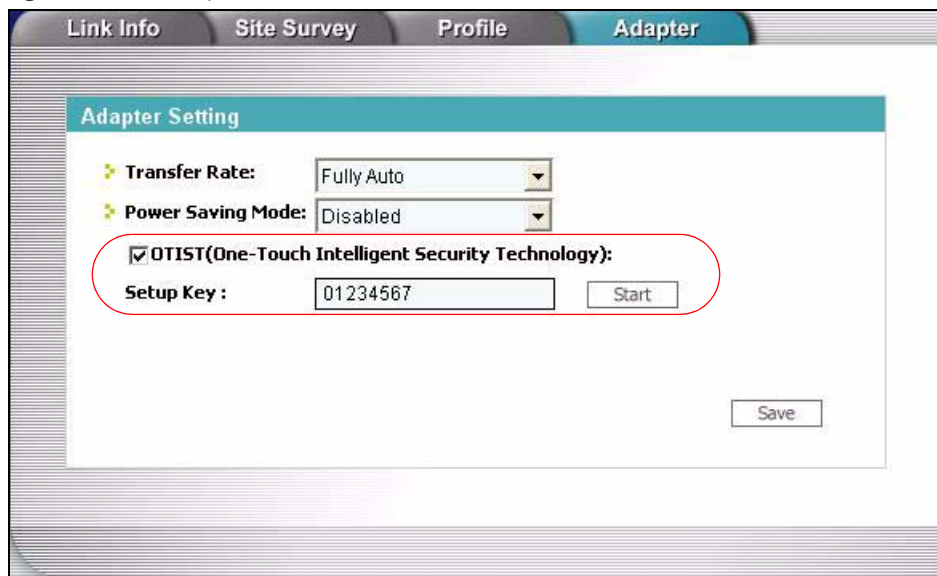 Link Info Site Survey Profile Adapter
Adapter Setting
Transfer Rate: Fully Auto
Power Saving Mode: Disabled
OTIST(One-Touch Intelligent Security Technology):
Setup Key : 01234567 Start
Save